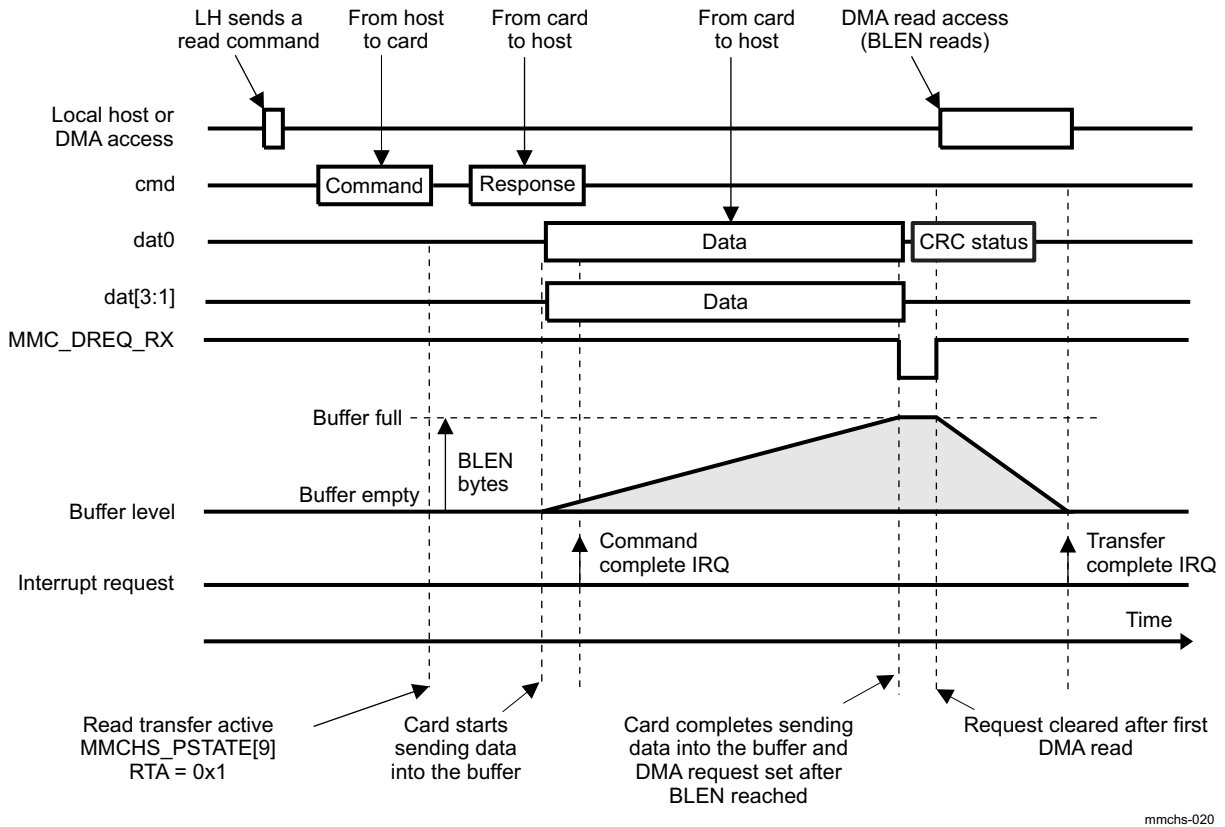 LH sends a
read command
From host
to card
From card
to host
From card
to host
DMA read access
(BLEN reads)
Local host or
DMA access
cmd
Command
Response
dat0
Data
CRC status
dat[3:1]
Data
MMC_DREQ_RX
Buffer full
BLEN
bytes
Buffer empty
Buffer level
Command
complete IRQ
Transfer
complete IRQ
Interrupt request
Time
Read transfer active
MMCHS_PSTATE[9]
RTA = 0x1
Card starts
sending data
into the buffer
Card completes sending
data into the buffer and
DMA request set after
BLEN reached
Request cleared after first
DMA read
mmchs-020